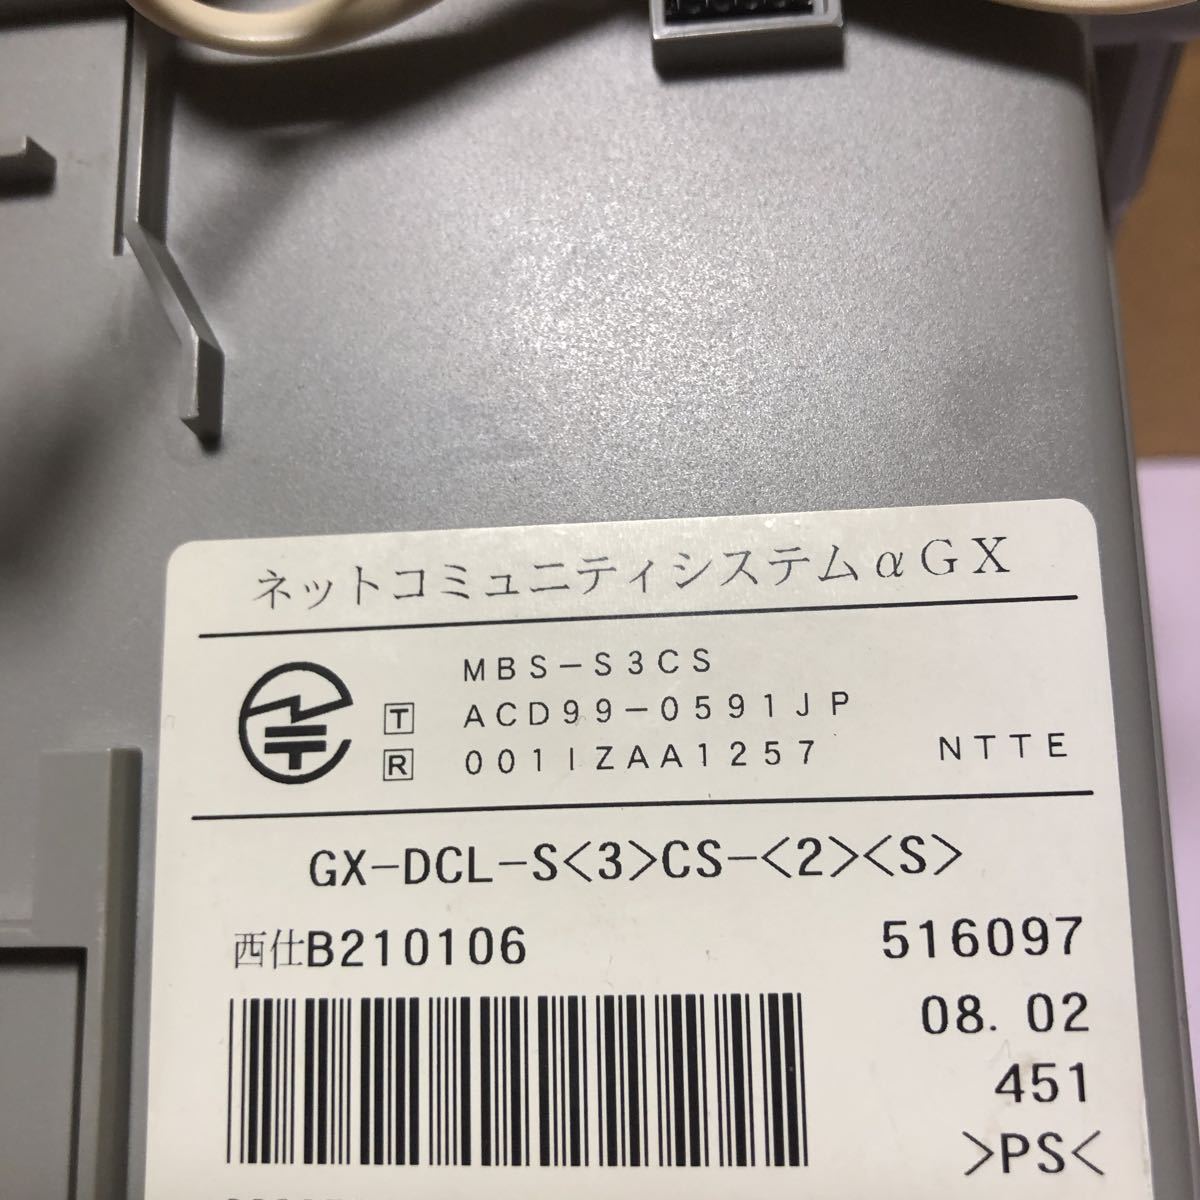 ネットコミュニティシステムαGX
MBS-S3CS
T ACD99-0591JP
R 001IZAA1257 NTTE
GX-DCL-S<3>CS-<2><S>
西仕B210106 516097
08.02
451
>PS<